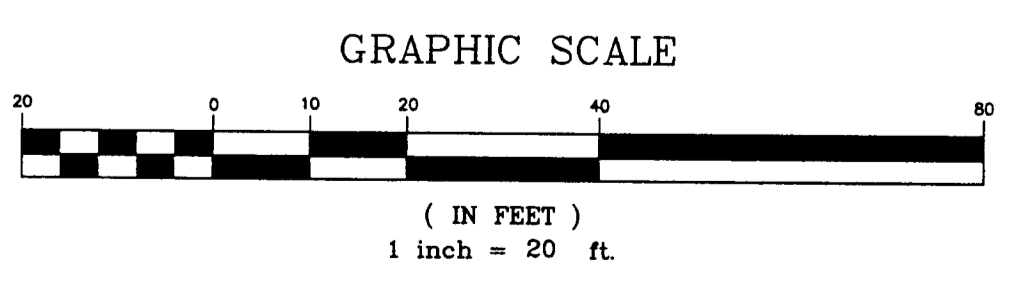 GRAPHIC SCALE
20 0 10 20 40 80
( IN FEET )
1 inch = 20 ft.